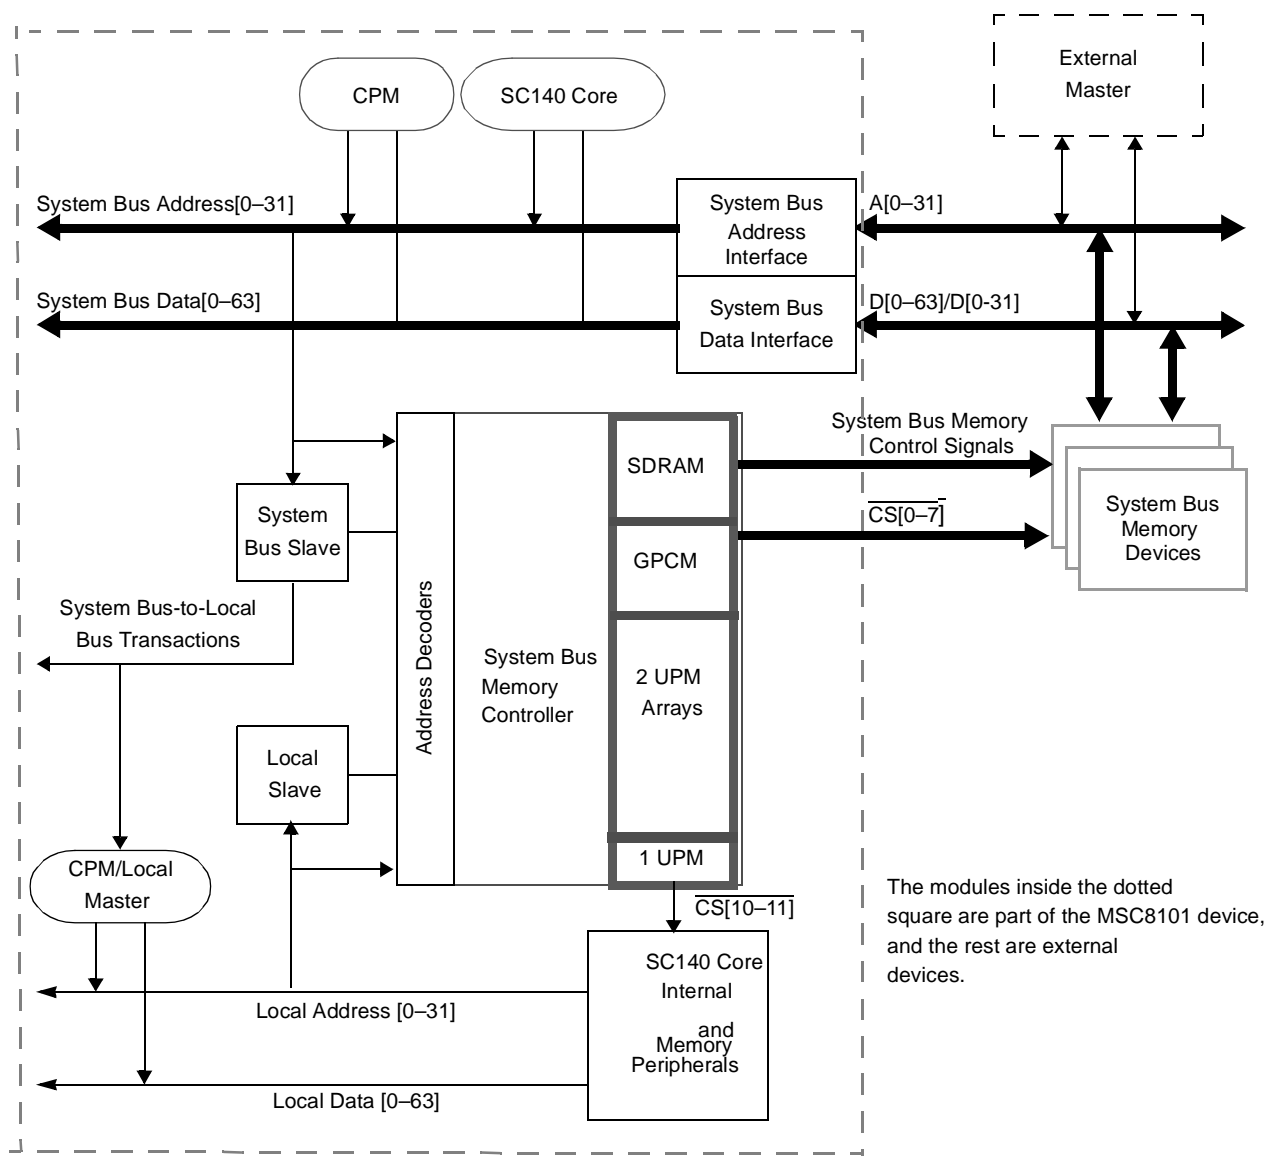 External
Master
CPM
SC140 Core
System Bus Address[0–31]
System Bus
Address
Interface
A[0–31]
System Bus Data[0–63]
System Bus
Data Interface
D[0–63]/D[0-31]
System Bus Memory
Control Signals
SDRAM
CS[0–7]
System Bus
Memory
Devices
System
Bus Slave
GPCM
System Bus-to-Local
Bus Transactions
Address Decoders
System Bus
Memory
Controller
2 UPM
Arrays
Local
Slave
1 UPM
CPM/Local
Master
CS[10–11]
The modules inside the dotted
square are part of the MSC8101 device,
and the rest are external
devices.
SC140 Core
Internal
and
Memory
Peripherals
Local Address [0–31]
Local Data [0–63]